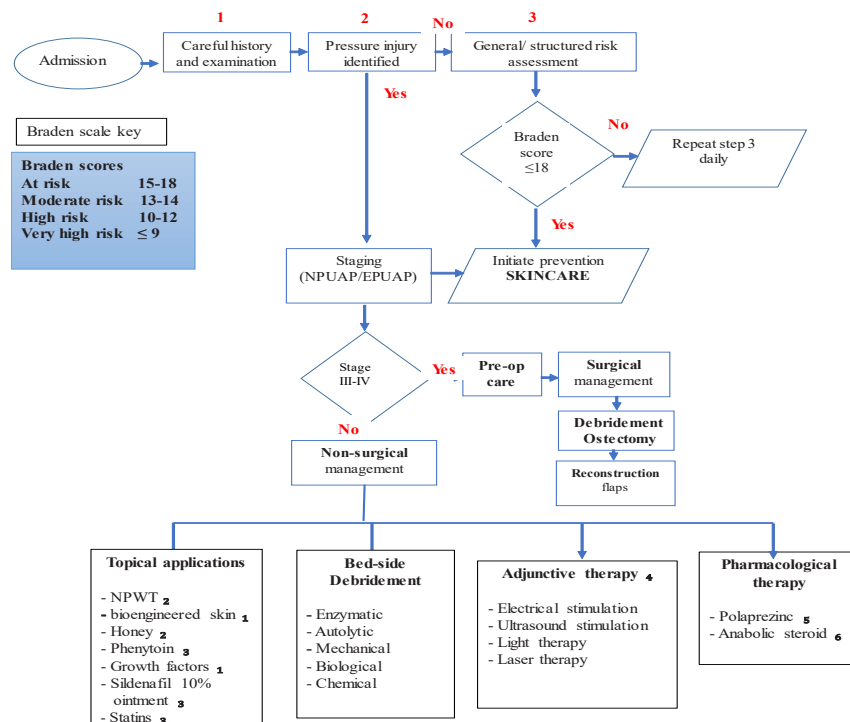 1
2
3
Admission
Careful history
and examination
Pressure injury
identified
No
General/ structured risk
assessment
Yes
Braden scale key
Braden scores
At risk 15-18
Moderate risk 13-14
High risk 10-12
Very high risk ≤ 9
Braden
score
≤18
No
Repeat step 3
daily
Yes
Staging
(NPUAP/EPUAP)
Initiate prevention
SKINCARE
Stage
III-IV
Yes
Pre-op
care
Surgical
management
Debridement
Ostectomy
Reconstruction
flaps
No
Non-surgical
management
Topical applications
- NPWT 2
- bioengineered skin 1
- Honey 2
- Phenytoin 3
- Growth factors 1
- Sildenafil 10%
ointment 3
- Statins 3
Bed-side
Debridement
- Enzymatic
- Autolytic
- Mechanical
- Biological
- Chemical
Adjunctive therapy 4
- Electrical stimulation
- Ultrasound stimulation
- Light therapy
- Laser therapy
Pharmacological
therapy
- Polaprezinc 5
- Anabolic steroid 6